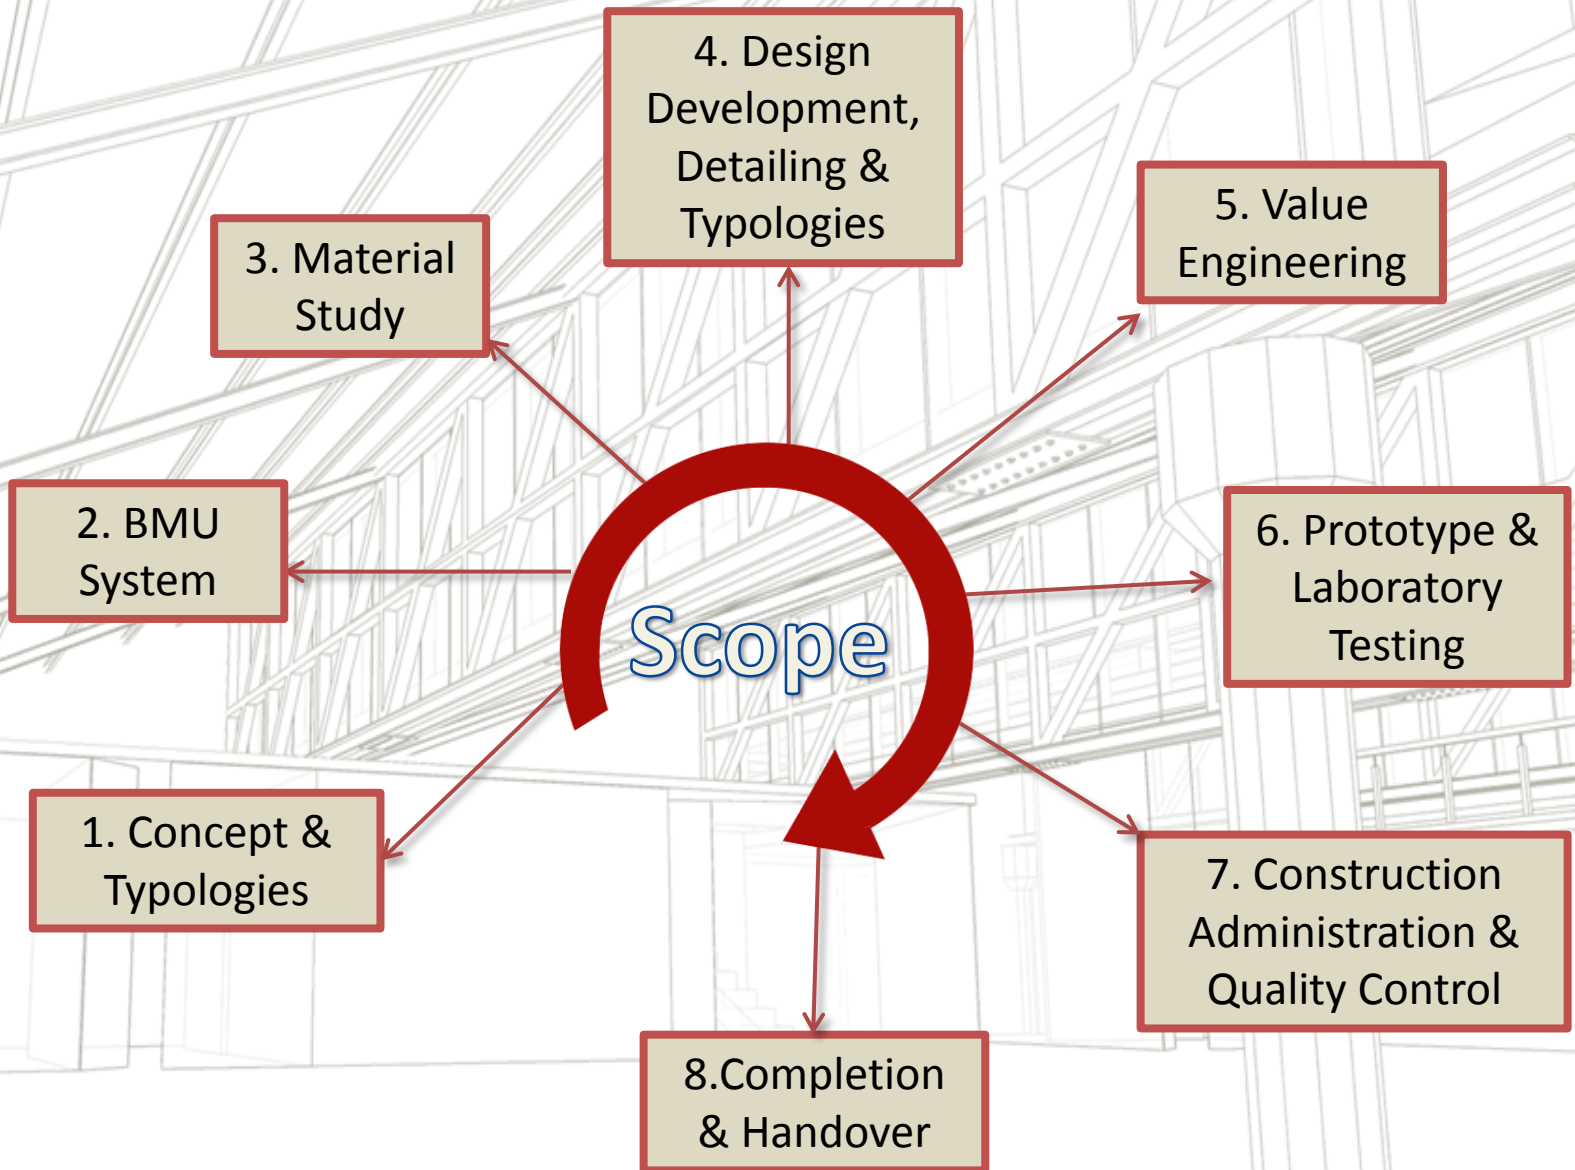 4. Design
Development,
Detailing &
Typologies
5. Value
Engineering
3. Material
Study
2. BMU
System
6. Prototype &
Laboratory
Testing
Scope
1. Concept &
Typologies
7. Construction
Administration &
Quality Control
8.Completion
& Handover